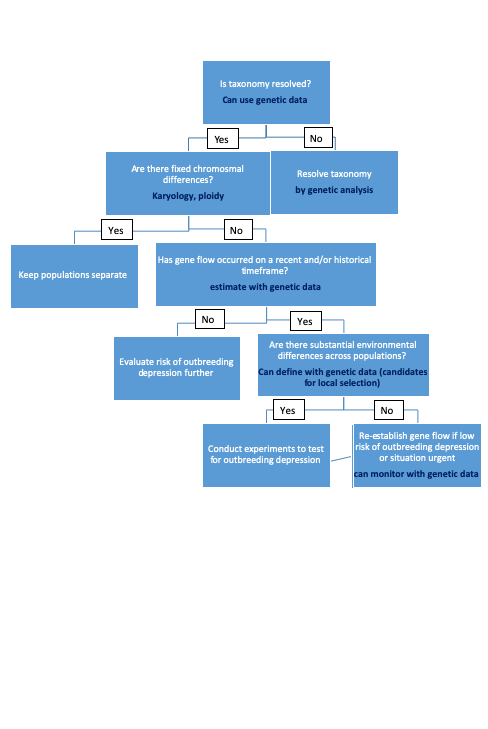 Is taxonomy resolved?
Can use genetic data
Yes
No
Are there fixed chromosmal
differences?
Karyology, ploidy
Resolve taxonomy
by genetic analysis
Yes
No
Keep populations separate
Has gene flow occurred on a recent and/or historical
timeframe?
estimate with genetic data
No
Yes
Evaluate risk of outbreeding
depression further
Are there substantial environmental
differences across populations?
Can define with genetic data (candidates
for local selection)
Yes
No
Conduct experiments to test
for outbreeding depression
Re-establish gene flow if low
risk of outbreeding depression
or situation urgent
can monitor with genetic data